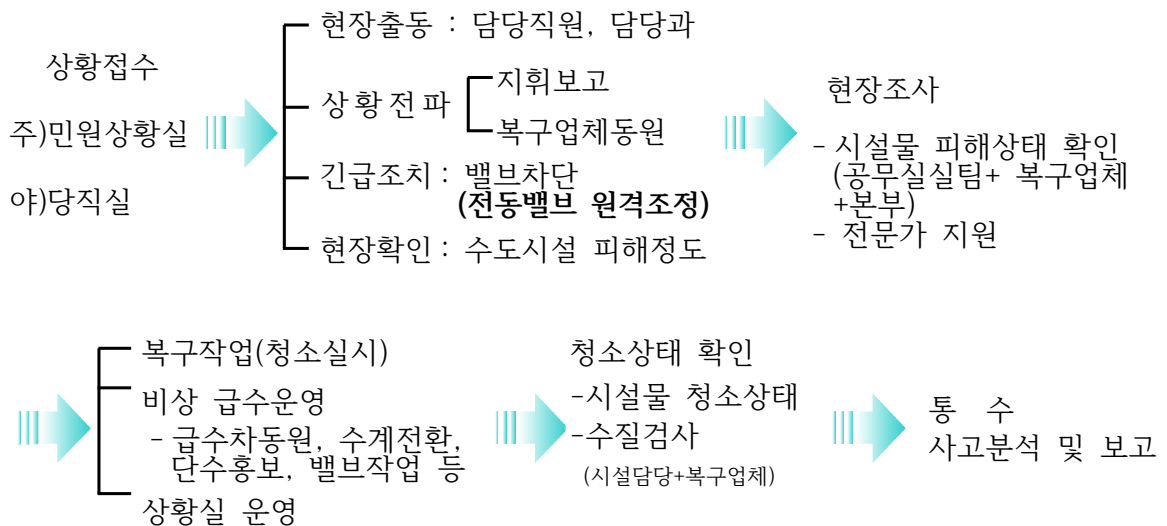 상황접수
주)민원상황실
야)당직실
현장출동 : 담당직원, 담당과
상황전파
지휘보고
복구업체동원
긴급조치 : 밸브차단
(전동밸브 원격조정)
현장확인 : 수도시설 피해정도
현장조사
- 시설물 피해상태 확인
(공무실실팀+ 복구업체
+본부)
- 전문가 지원
복구작업(청소실시)
비상 급수운영
- 급수차동원, 수계전환,
단수홍보, 밸브작업 등
상황실 운영
청소상태 확인
-시설물 청소상태
-수질검사
(시설담당+복구업체)
통 수
사고분석 및 보고